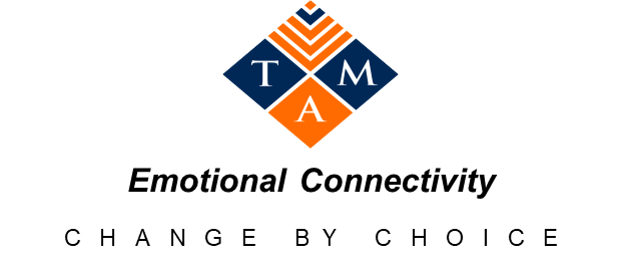 T M
A
Emotional Connectivity
CHANGE BY CHOICE